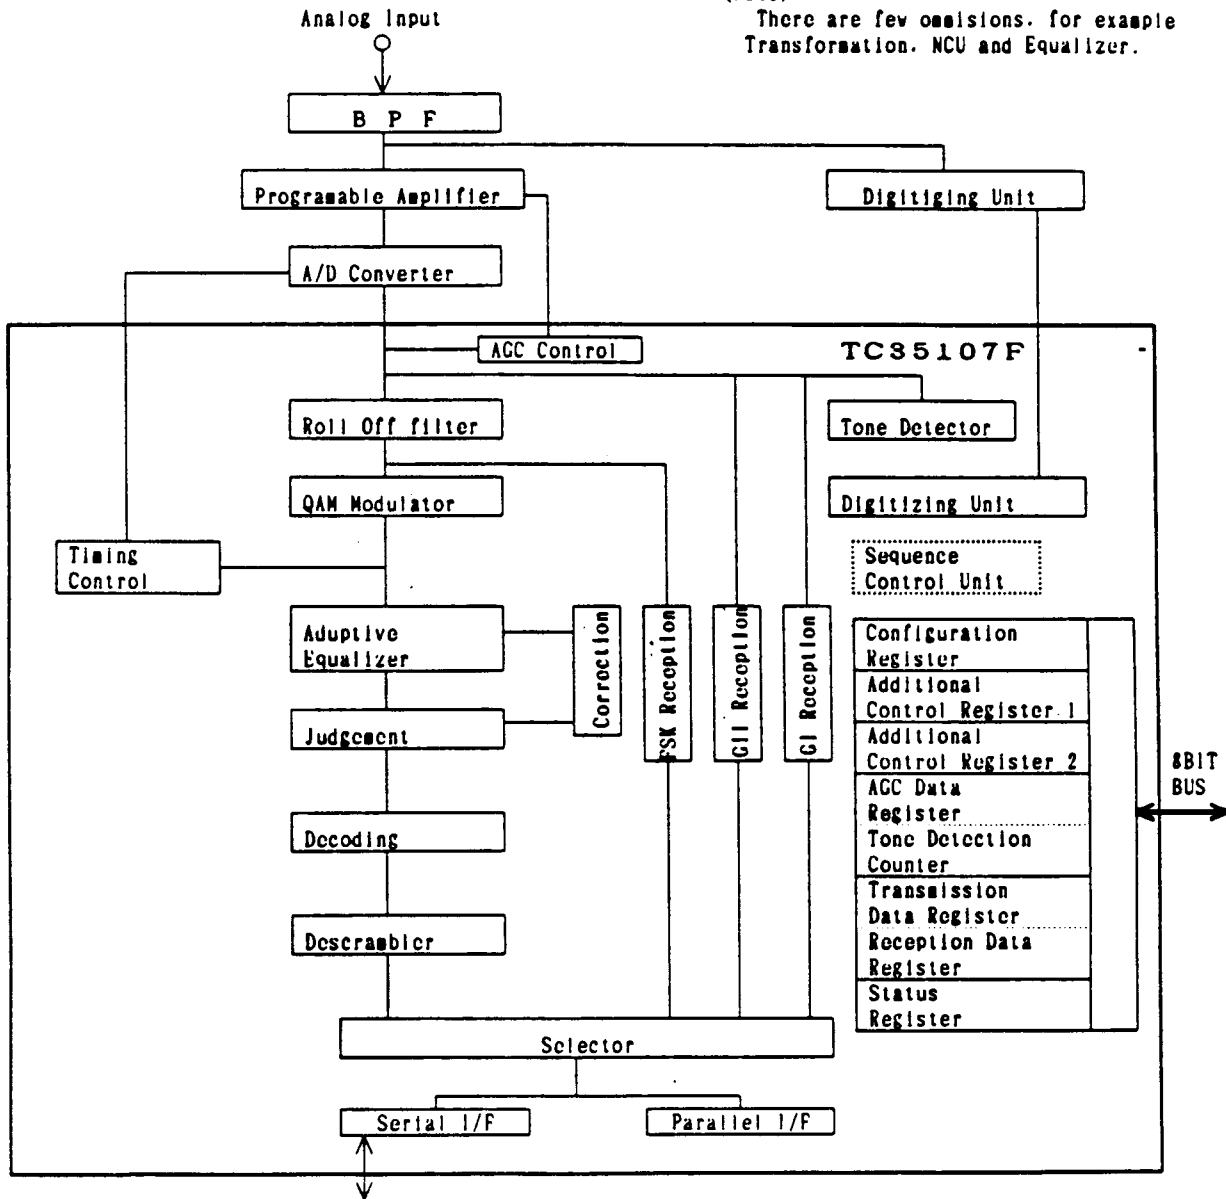 There are few ommisions. for example
Transformation. NCU and Equalizer.
Analog Input
B P F
Programable Amplifier
Digitiging Unit
A/D Converter
AGC Control
TC35107F
Roll Off filter
Tone Detector
QAM Modulator
Digitizing Unit
Timing
Control
Sequence
Control Unit
Aduptive
Equalizer
Correction
FSK Reception
GII Reception
GI Reception
Judgement
Decoding
Descrambler
Configuration
Register
Additional
Control Register 1
Additional
Control Register 2
AGC Data
Register
Tone Detection
Counter
Transmission
Data Register
Reception Data
Register
Status
Register
8BIT
BUS
Selector
Serial I/F
Parallel I/F